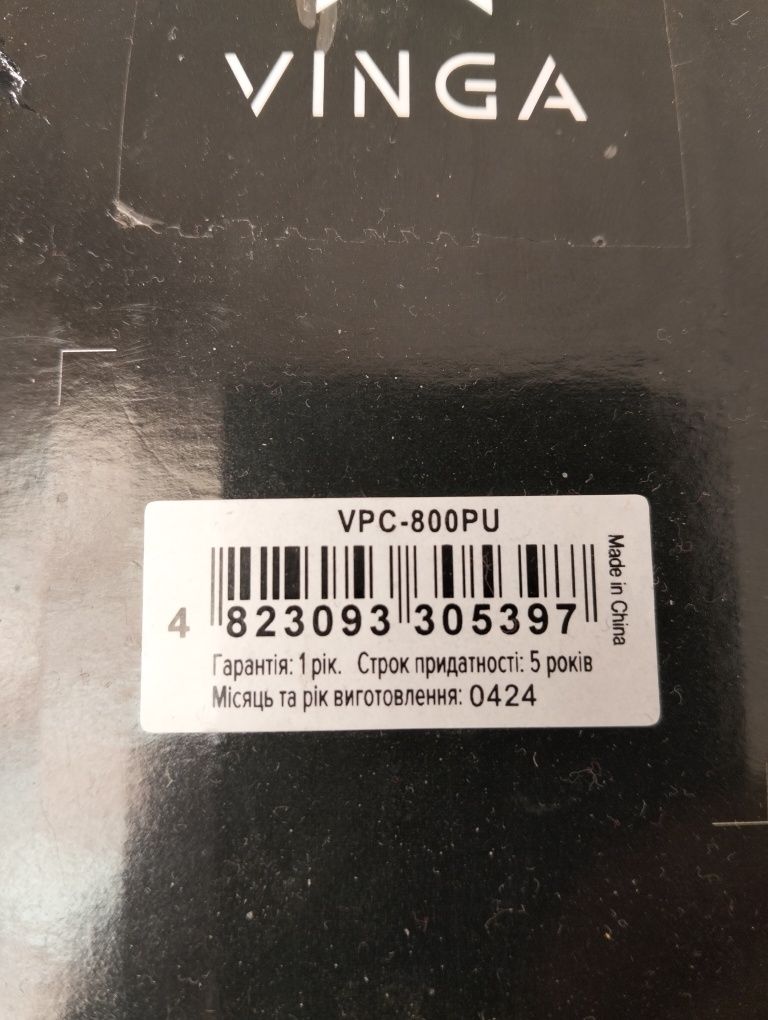 VINGA
VPC-800PU
4 823093 305397
Made in China
Гарантія: 1 рік. Строк придатності: 5 років
Місяць та рік виготовлення: 0424